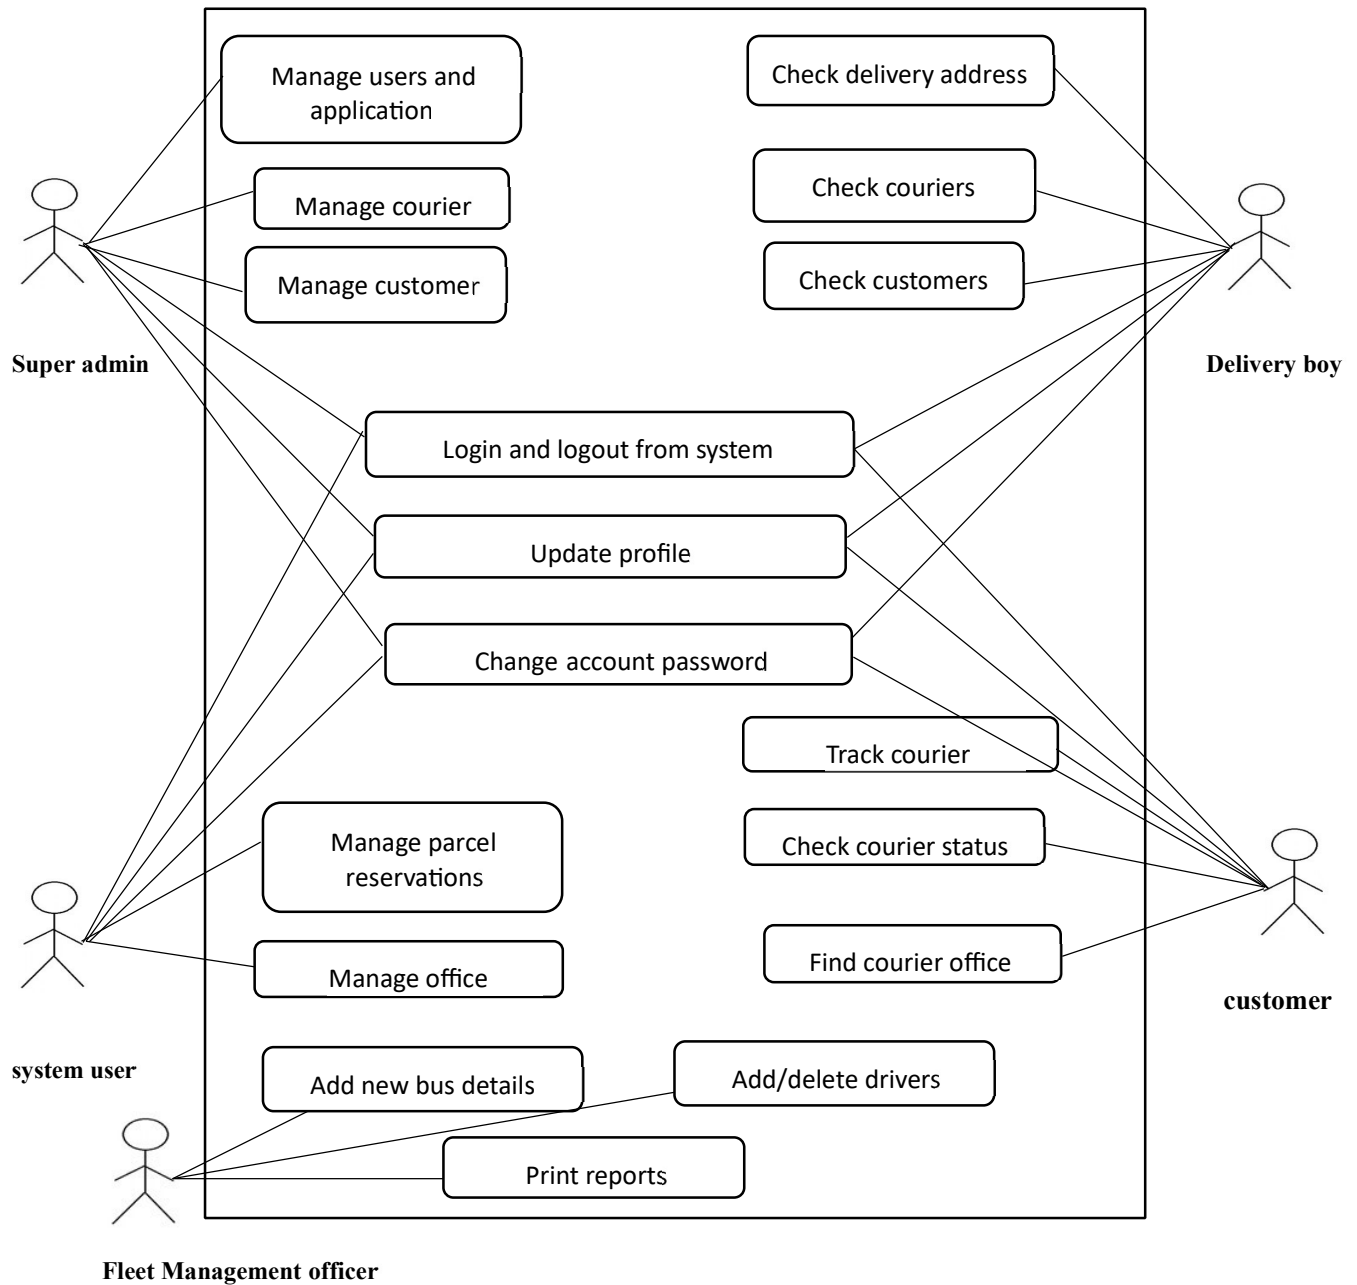 Manage users and
application
Check delivery address
Manage courier
Check couriers
Manage customer
Check customers
Super admin
Delivery boy
Login and logout from system
Update profile
Change account password
Track courier
Manage parcel
reservations
Check courier status
Manage office
Find courier office
customer
system user
Add new bus details
Add/delete drivers
Print reports
Fleet Management officer